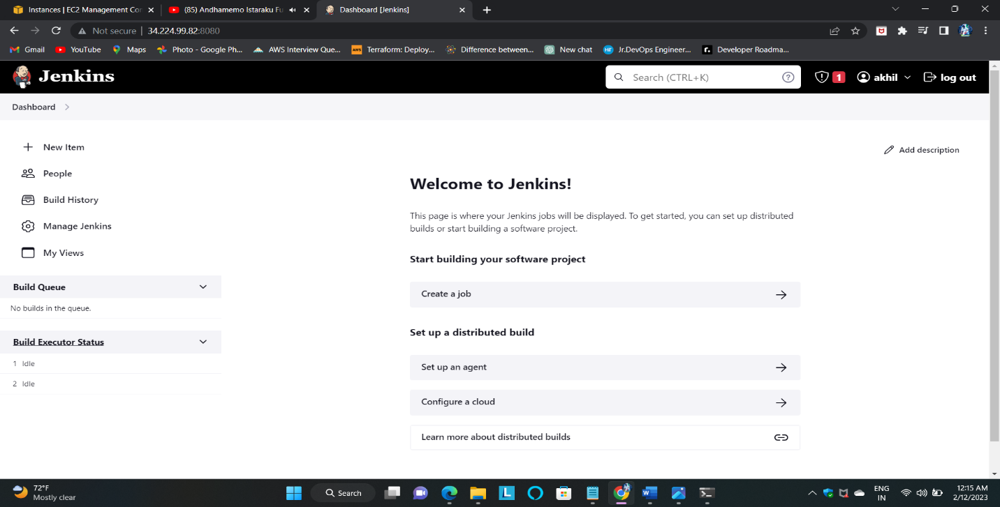 Instances | EC2 Management Con
(85) Andhamemo Istaraku Fu
Dashboard [Jenkins]
Not secure | 34.224.99.82:8080
Gmail YouTube Maps Photo - Google Ph... AWS Interview Que... Terraform: Deploy... Difference between... New chat Jr.DevOps Engineer... Developer Roadma...
Jenkins
Search (CTRL+K)
1
akhil
log out
Dashboard
New Item
People
Build History
Manage Jenkins
My Views
Build Queue
No builds in the queue.
Build Executor Status
1 Idle
2 Idle
Add description
Welcome to Jenkins!
This page is where your Jenkins jobs will be displayed. To get started, you can set up distributed
builds or start building a software project.
Start building your software project
Create a job
Set up a distributed build
Set up an agent
Configure a cloud
Learn more about distributed builds
72°F
Mostly clear
Search
ENG
IN
12:15 AM
2/12/2023